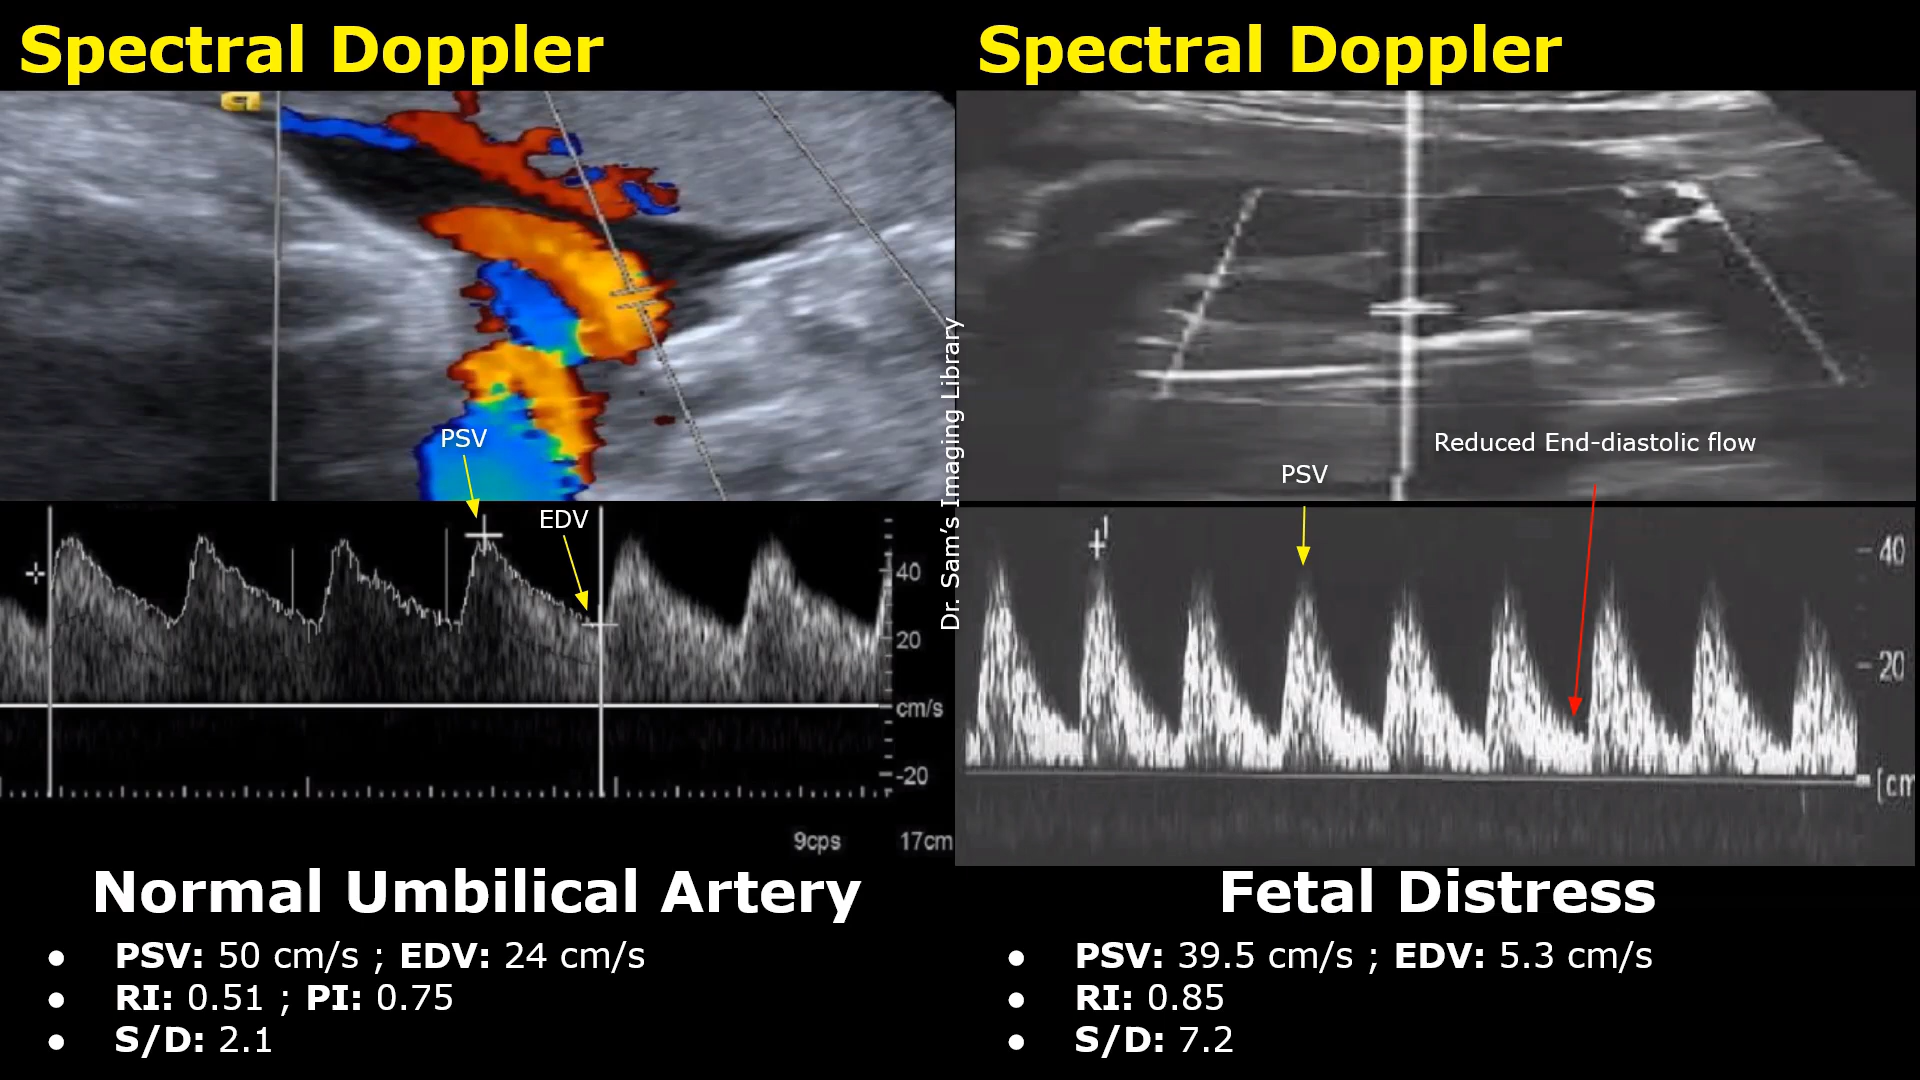 Spectral Doppler
PSV
EDV
40
20
cm/s
-20
9cps
17cm
Normal Umbilical Artery
● PSV: 50 cm/s ; EDV: 24 cm/s
● RI: 0.51 ; PI: 0.75
● S/D: 2.1
Dr. Sam's Imaging Library
Spectral Doppler
Reduced End-diastolic flow
PSV
1
40
20
[cm
Fetal Distress
● PSV: 39.5 cm/s ; EDV: 5.3 cm/s
● RI: 0.85
● S/D: 7.2